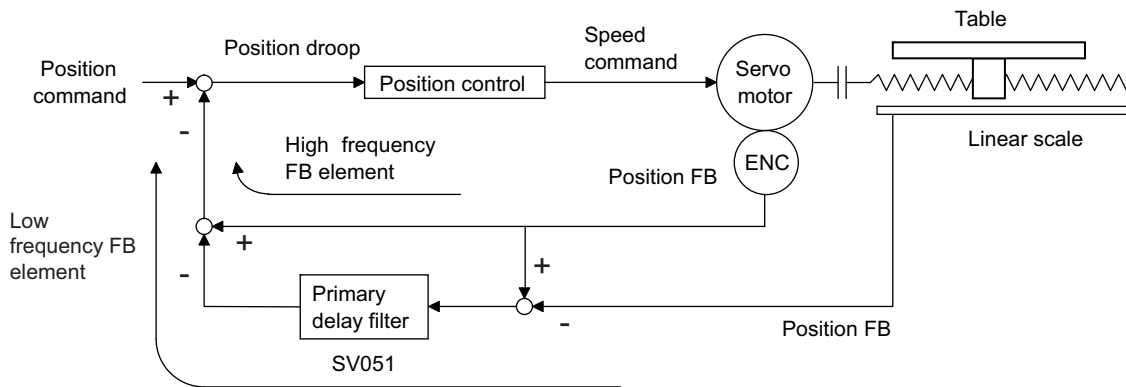 Table
Speed
command
Position droop
Position
command
Position control
Servo
motor
+
-
Linear scale
High frequency
FB element
ENC
Position FB
Low
frequency FB
element
+
+
-
Primary
delay filter
-
Position FB
SV051